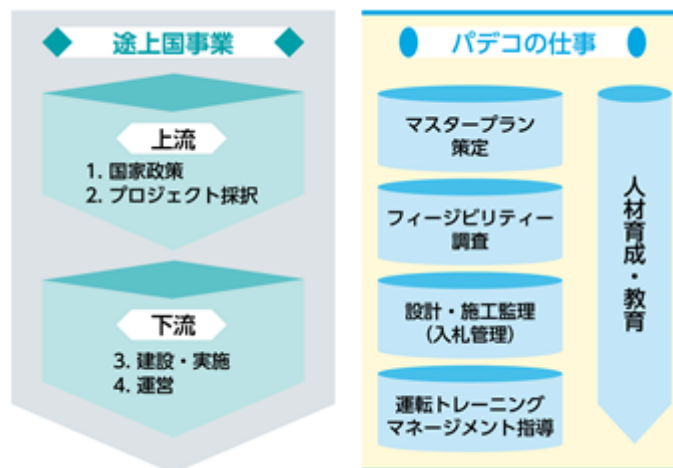 途上国事業
上流
1. 国家政策
2. プロジェクト採択
下流
3. 建設・実施
4. 運営
パデコの仕事
マスタープラン
策定
フィージビリティー
調査
設計・施工監理
(入札管理)
運転トレーニング
マネージメント指導
人材育成・教育